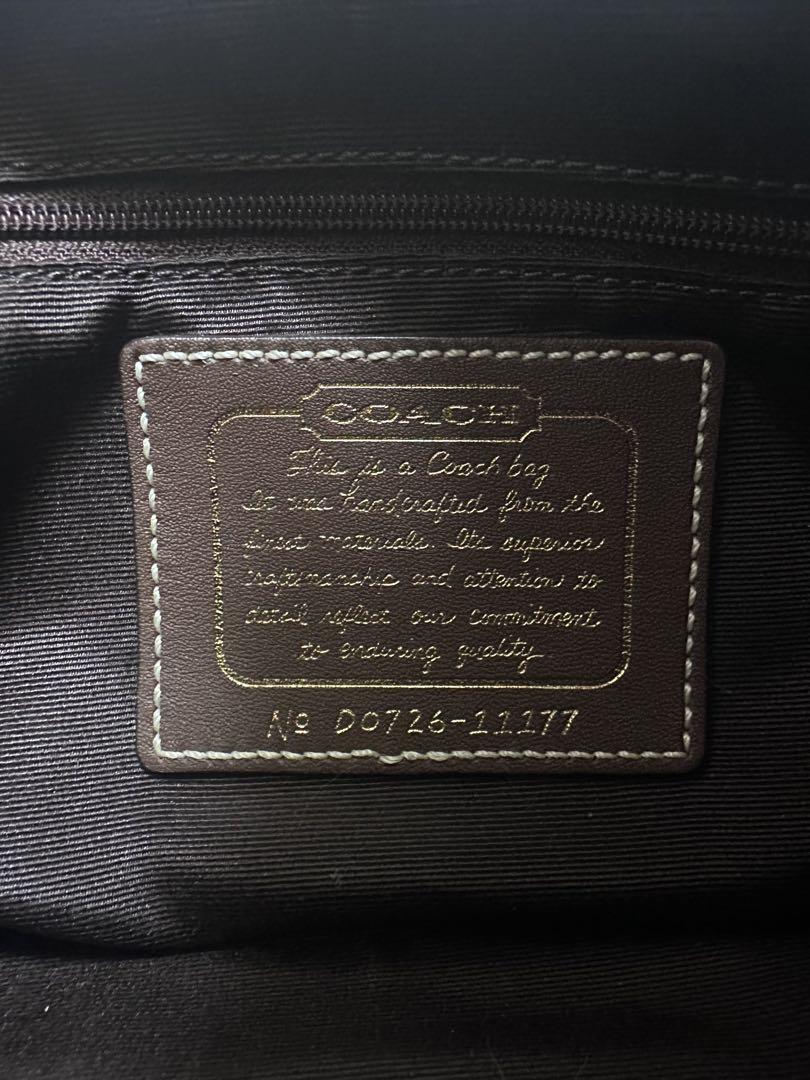 COACH
This is a Coach bag
It was handcrafted from the
finest materials. Its superior
craftsmanship and attention to
detail reflect our commitment
to enduring quality.
No D0726-11177